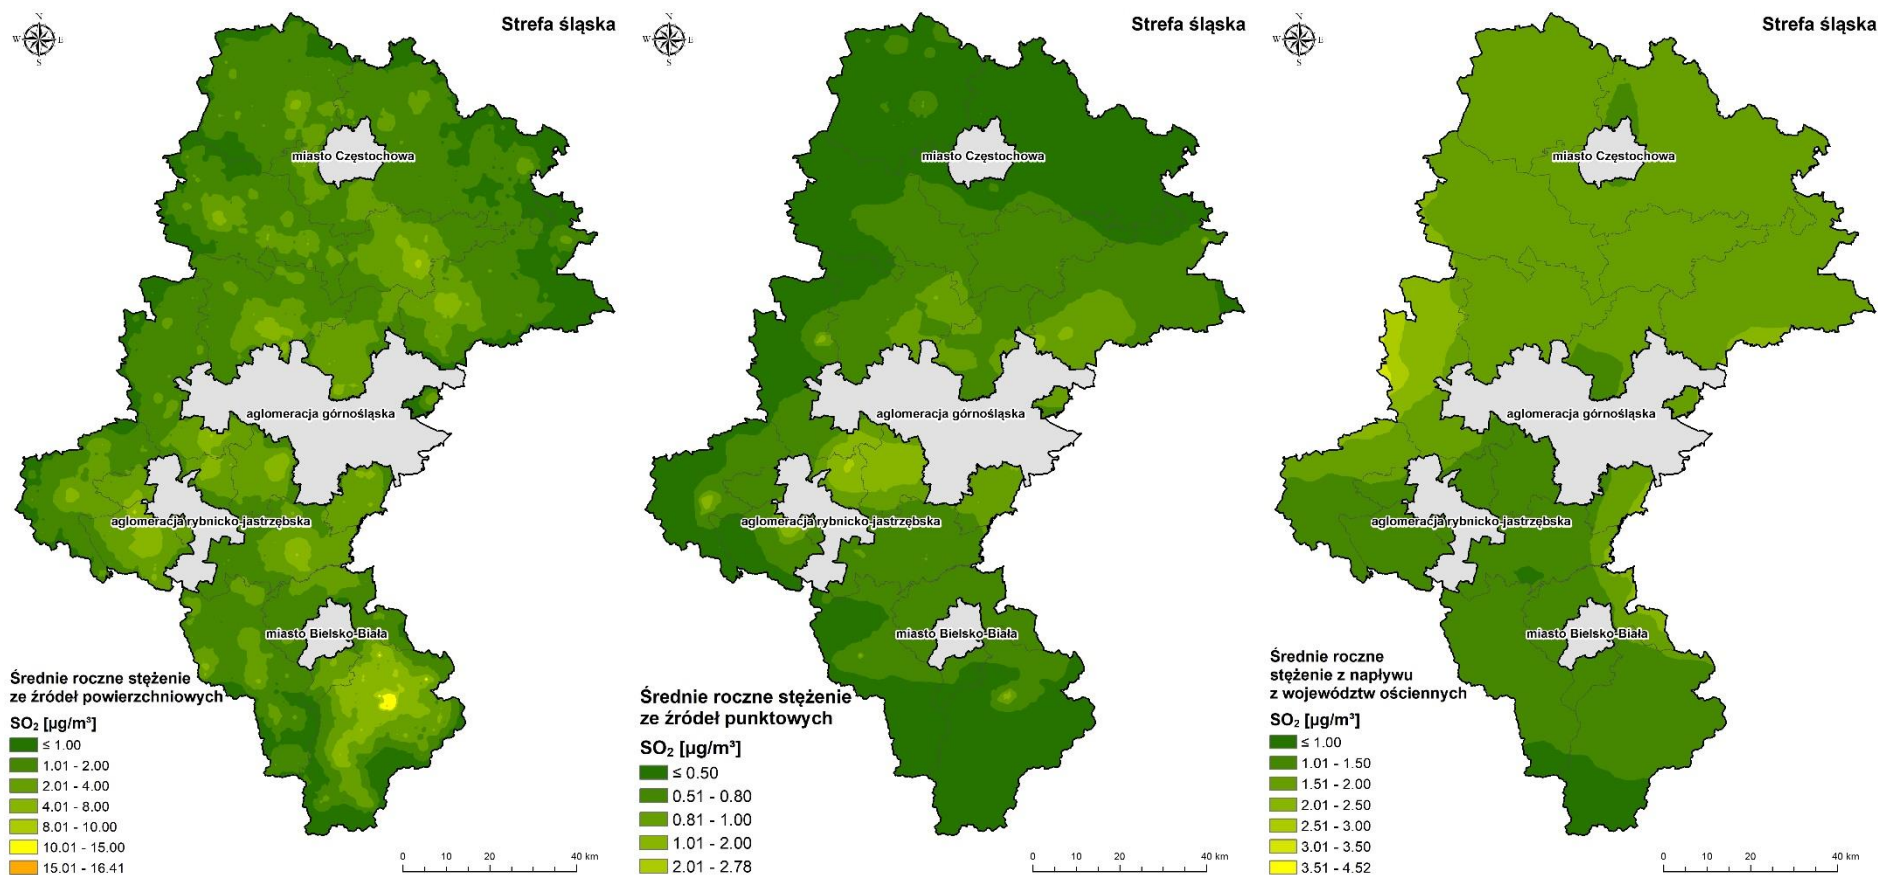 Strefa śląska
N
W E
S
miasto Częstochowa
aglomeracja górnośląska
aglomeracja rybnicko-jastrzębska
miasto Bielsko-Biała
Średnie roczne stężenie
ze źródeł powierzchniowych
SO₂ [µg/m³]
≤ 1.00
1.01 - 2.00
2.01 - 4.00
4.01 - 8.00
8.01 - 10.00
10.01 - 15.00
15.01 - 16.41
0 10 20 40 km
Strefa śląska
N
W E
S
miasto Częstochowa
aglomeracja górnośląska
aglomeracja rybnicko-jastrzębska
miasto Bielsko-Biała
Średnie roczne stężenie
ze źródeł punktowych
SO₂ [µg/m³]
≤ 0.50
0.51 - 0.80
0.81 - 1.00
1.01 - 2.00
2.01 - 2.78
0 10 20 40 km
Strefa śląska
N
W E
S
miasto Częstochowa
aglomeracja górnośląska
aglomeracja rybnicko-jastrzębska
miasto Bielsko-Biała
Średnie roczne
stężenie z napływu
z województw ościennych
SO₂ [µg/m³]
≤ 1.00
1.01 - 1.50
1.51 - 2.00
2.01 - 2.50
2.51 - 3.00
3.01 - 3.50
3.51 - 4.52
0 10 20 40 km